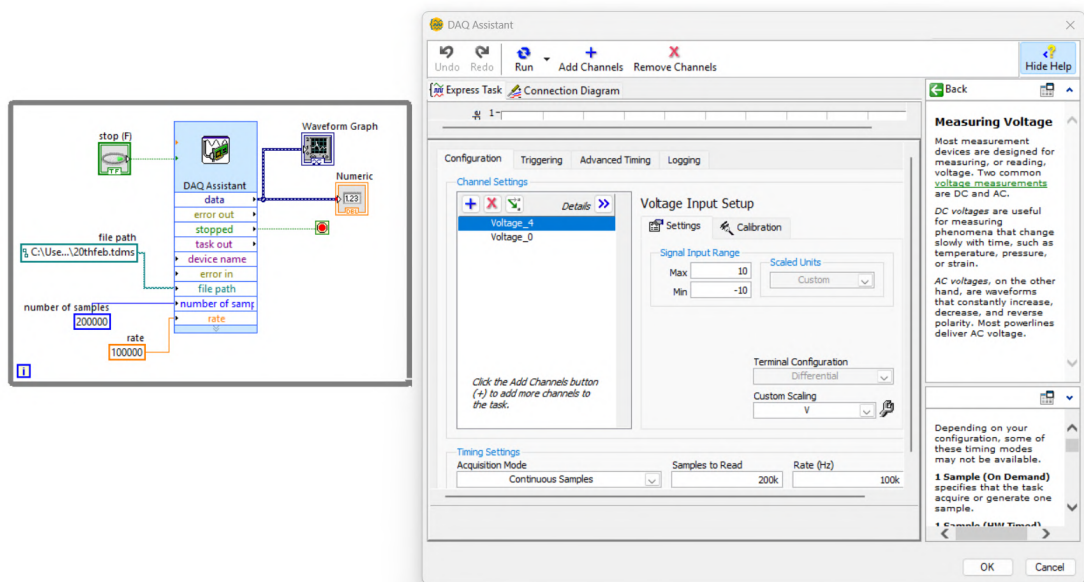 stop (F)
TF
DAQ Assistant
data
error out
stopped
task out
device name
error in
file path
number of samp
rate
Waveform Graph
Numeric
1.23
file path
C:\Use...\20thfeb.tdms
number of samples
200000
rate
100000
i
DAQ Assistant
Undo
Redo
Run
Add Channels
Remove Channels
Hide Help
Express Task
Connection Diagram
1-
Configuration
Triggering
Advanced Timing
Logging
Channel Settings
Details
Voltage_4
Voltage_0
Click the Add Channels button
(+) to add more channels to
the task.
Voltage Input Setup
Settings
Calibration
Signal Input Range
Max
10
Min
-10
Scaled Units
Custom
Terminal Configuration
Differential
Custom Scaling
V
Timing Settings
Acquisition Mode
Continuous Samples
Samples to Read
200k
Rate (Hz)
100k
Back
Measuring Voltage
Most measurement
devices are designed for
measuring, or reading,
voltage. Two common
voltage measurements
are DC and AC.
DC voltages are useful
for measuring
phenomena that change
slowly with time, such as
temperature, pressure,
or strain.
AC voltages, on the other
hand, are waveforms
that constantly increase,
decrease, and reverse
polarity. Most powerlines
deliver AC voltage.
Depending on your
configuration, some of
these timing modes
may not be available.
1 Sample (On Demand)
specifies that the task
acquire or generate one
sample.
1 Sample (HW Timed)
OK
Cancel